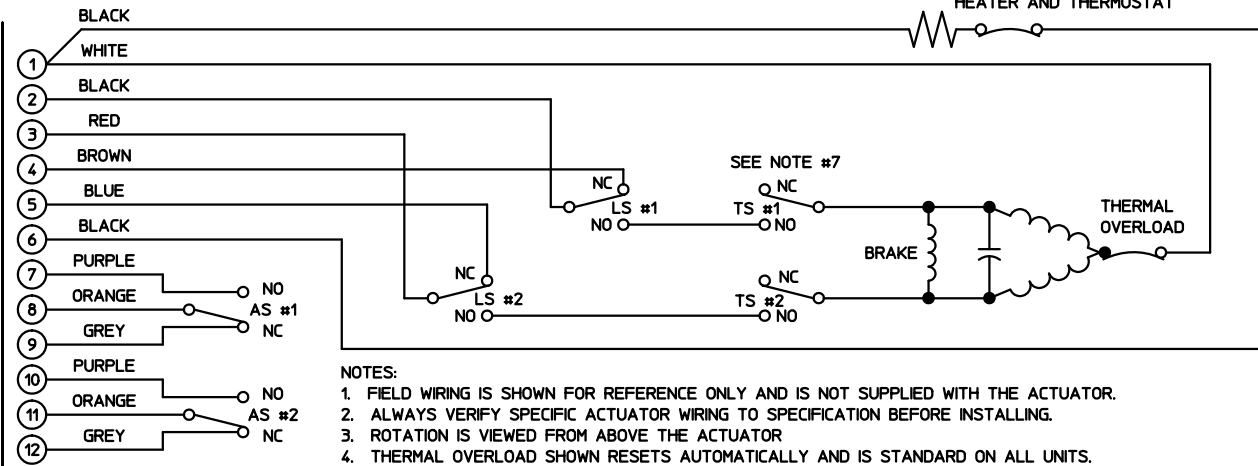 HEATER AND THERMOSTAT
BLACK
WHITE
1
BLACK
2
RED
3
BROWN
4
SEE NOTE #7
BLUE
5
BLACK
6
PURPLE
7
ORANGE
8
GREY
9
PURPLE
10
ORANGE
11
GREY
12
NO
AS #1
NC
NO
AS #2
NC
NC
LS #1
NO
NC
LS #2
NO
NC
TS #1
NO
NC
TS #2
NO
BRAKE
THERMAL
OVERLOAD
NOTES:
1. FIELD WIRING IS SHOWN FOR REFERENCE ONLY AND IS NOT SUPPLIED WITH THE ACTUATOR.
2. ALWAYS VERIFY SPECIFIC ACTUATOR WIRING TO SPECIFICATION BEFORE INSTALLING.
3. ROTATION IS VIEWED FROM ABOVE THE ACTUATOR
4. THERMAL OVERLOAD SHOWN RESETS AUTOMATICALLY AND IS STANDARD ON ALL UNITS.